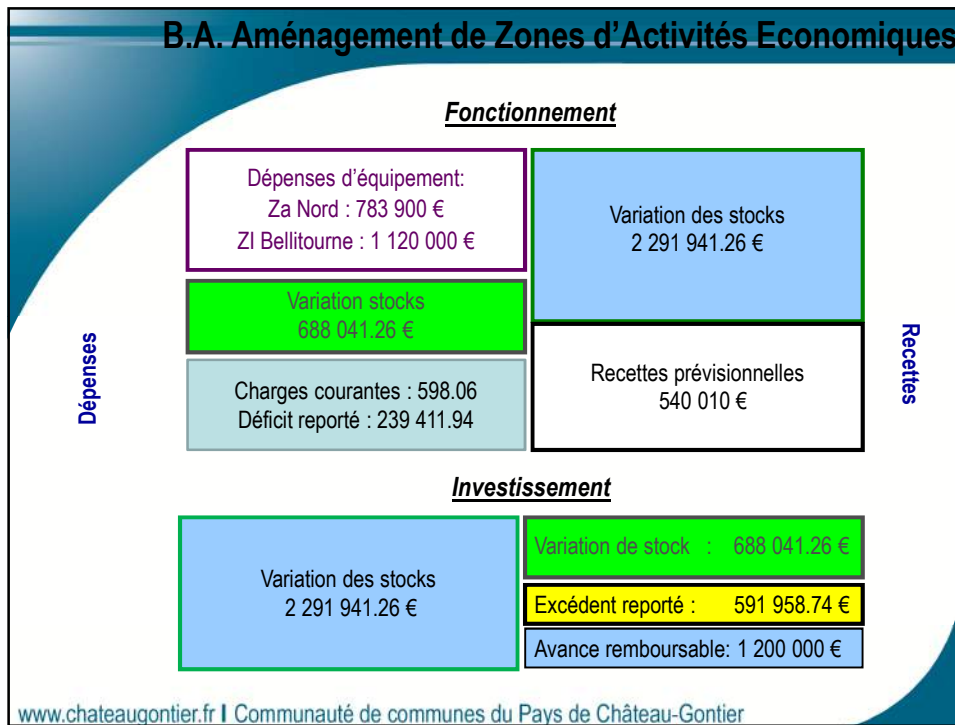 B.A. Aménagement de Zones d’Activités Economiques
Fonctionnement
Dépenses d’équipement:
Za Nord : 783 900 €
ZI Bellitourne : 1 120 000 €
Variation des stocks
2 291 941.26 €
Variation stocks
688 041.26 €
Dépenses
Recettes
Charges courantes : 598.06
Déficit reporté : 239 411.94
Recettes prévisionnelles
540 010 €
Investissement
Variation des stocks
2 291 941.26 €
Variation de stock : 688 041.26 €
Excédent reporté : 591 958.74 €
Avance remboursable: 1 200 000 €
www.chateaugontier.fr I Communauté de communes du Pays de Château-Gontier